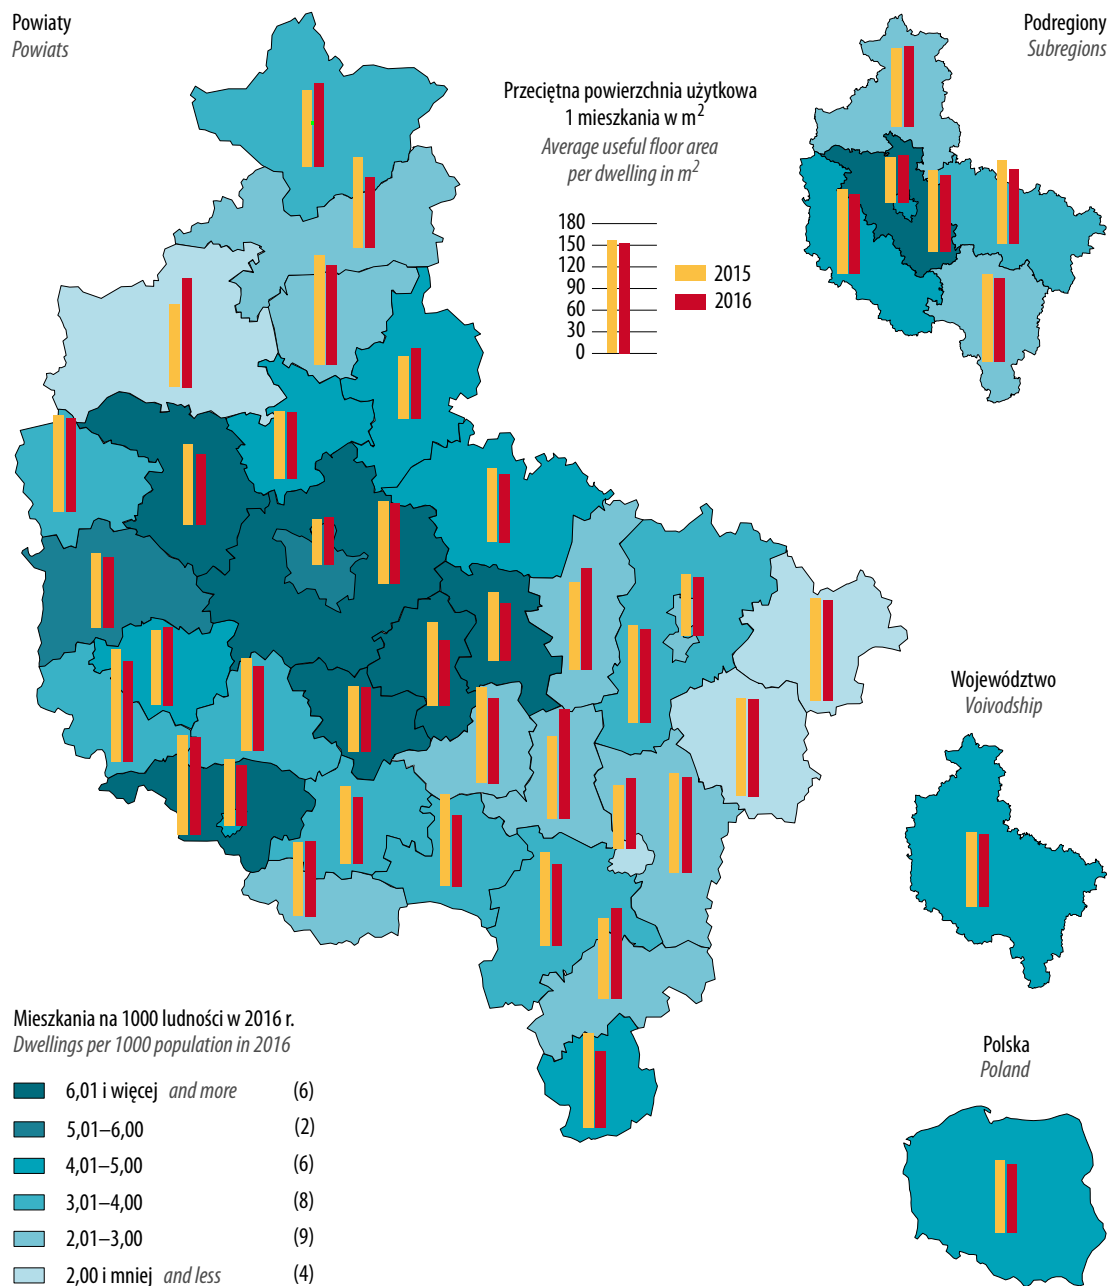 Powiaty
Powiats
Podregiony
Subregions
Przeciętna powierzchnia użytkowa
1 mieszkania w m²
Average useful floor area
per dwelling in m²
180
150
120
90
60
30
0
2015
2016
Województwo
Voivodship
Polska
Poland
Mieszkania na 1000 ludności w 2016 r.
Dwellings per 1000 population in 2016
6,01 i więcej and more (6)
5,01–6,00 (2)
4,01–5,00 (6)
3,01–4,00 (8)
2,01–3,00 (9)
2,00 i mniej and less (4)